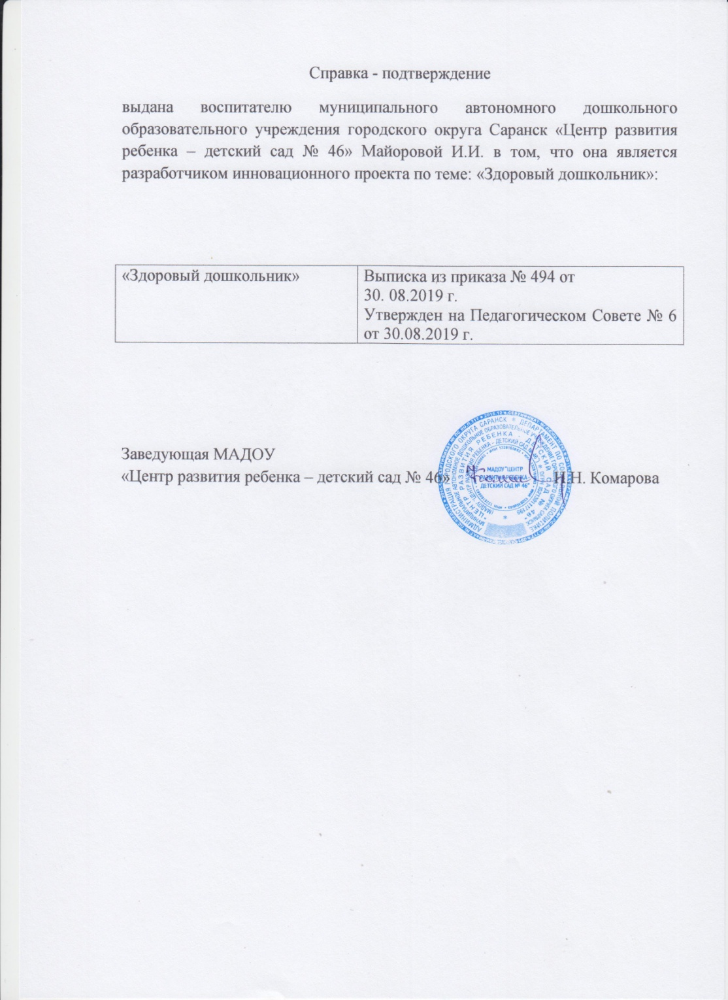 Справка - подтверждение
выдана воспитателю муниципального автономного дошкольного
образовательного учреждения городского округа Саранск «Центр развития
ребенка – детский сад № 46» Майоровой И.И. в том, что она является
разработчиком инновационного проекта по теме: «Здоровый дошкольник»:
«Здоровый дошкольник»
Выписка из приказа № 494 от
30. 08.2019 г.
Утвержден на Педагогическом Совете № 6
от 30.08.2019 г.
Заведующая МАДОУ
«Центр развития ребенка – детский сад № 46»
И.Н. Комарова
МАДОУ "ЦЕНТР
РАЗВИТИЯ РЕБЕНКА -
ДЕТСКИЙ САД № 46"